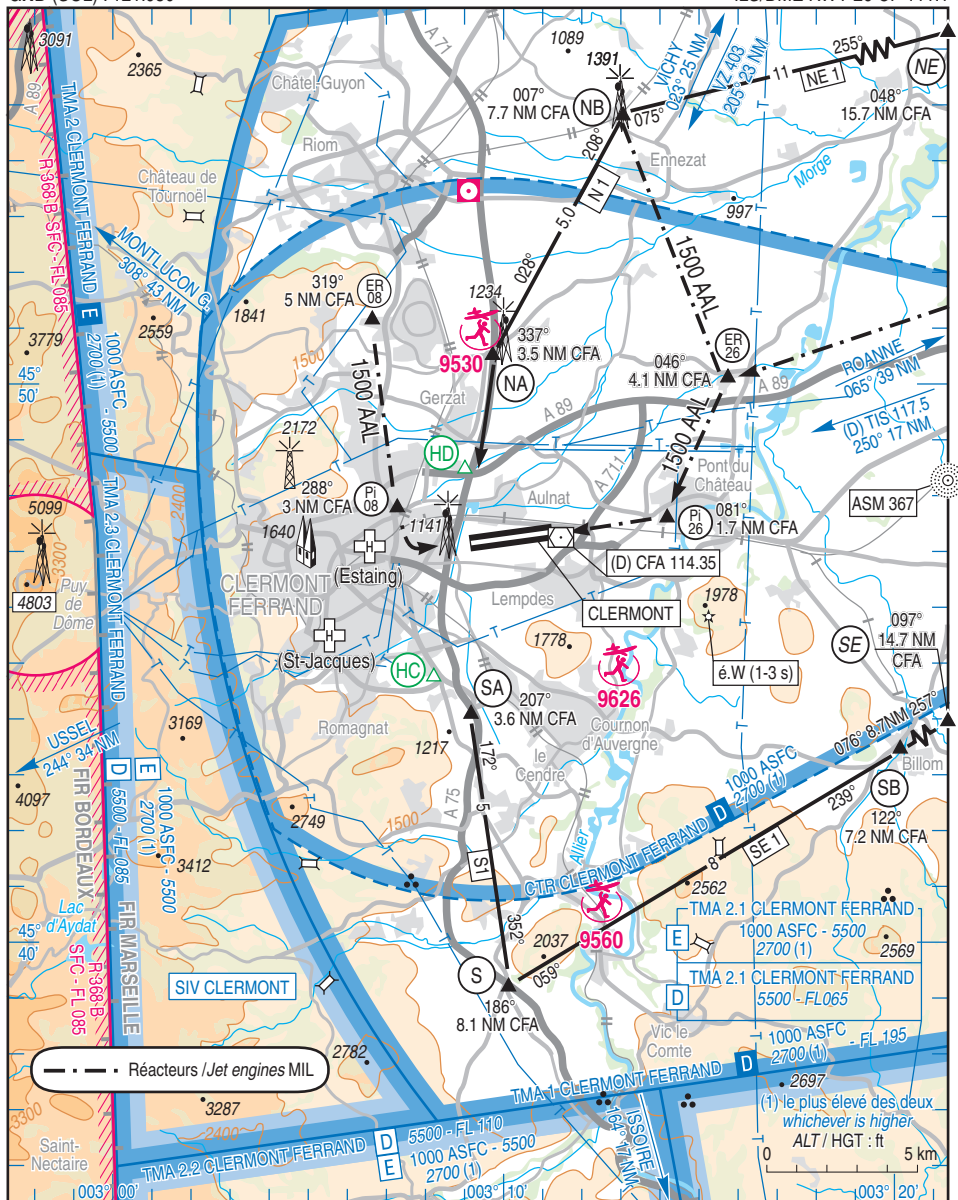 3091
2365
A 71
1089
1391
VICHY
023° 25 NM
VZ 403
205° 23 NM
255°
11
NE 1
NE
048°
15.7 NM CFA
A 89
Châtel-Guyon
007°
7.7 NM CFA
NB
075°
208°
Riom
Ennezat
Morge
TMA 2 CLERMONT FERRAND
E
1000 ASFC
2700 (1)
- 5500
R 368 B SFC - FL 085
Château de
Tournoël
N 1
5.0
028°
997
MONTLUCON G.
308° 43 NM
319°
5 NM CFA
ER
08
1234
1500 AAL
1841
2559
3779
45°
50'
1500
9530
337°
3.5 NM CFA
NA
ER
26
046°
4.1 NM CFA
ROANNE
065° 39 NM
A 89
(D) TIS 117.5
250° 17 NM
1500 AAL
Gerzat
A 89
1500 AAL
2172
HD
A 711
Pont du
Château
ASM 367
Aulnat
288°
3 NM CFA
Pi
08
1141
Pi
26
081°
1.7 NM CFA
5099
3300
2400
1640
(Estaing)
(D) CFA 114.35
4803
Puy
de
Dôme
CLERMONT
FERRAND
Lempdes
CLERMONT
1978
TMA 2.3 CLERMONT FERRAND
1778
é.W (1-3 s)
SE
097°
14.7 NM
CFA
(St-Jacques)
HC
SA
9626
207°
3.6 NM CFA
Cournon
d'Auvergne
3169
Romagnat
1217
le
Cendre
076° 8.7NM 257°
Billom
USSEL
244° 34 NM
FIR BORDEAUX
D
E
172°
1000 ASFC
2700 (1)
SB
122°
7.2 NM CFA
239°
4097
5500 - FL 085
1000 ASFC - 5500
2700 (1)
2749
1500
A 75
5
S1
Allier
D
SE 1
8
3412
CTR CLERMONT FERRAND
2562
Lac
d'Aydat
FIR MARSEILLE
45°
40'
R 368 B
SFC - FL 085
352°
9560
TMA 2.1 CLERMONT FERRAND
E
1000 ASFC - 5500
2700 (1)
2569
2037
059°
S
SIV CLERMONT
TMA 2.1 CLERMONT FERRAND
D
5500 - FL065
186°
8.1 NM CFA
Vic le
Comte
1000 ASFC
2700 (1)
- FL 195
2782
Réacteurs / Jet engines MIL
TMA 1 CLERMONT FERRAND
D
2697
3287
3300
2400
(1) le plus élevé des deux
whichever is higher
ALT / HGT : ft
ISSOIRE
164° 17 NM
Saint-
Nectaire
TMA 2.2 CLERMONT FERRAND
D
E
5500 - FL 110
1000 ASFC - 5500
2700 (1)
0
5 km
003° 00'
003° 10'
003° 20'